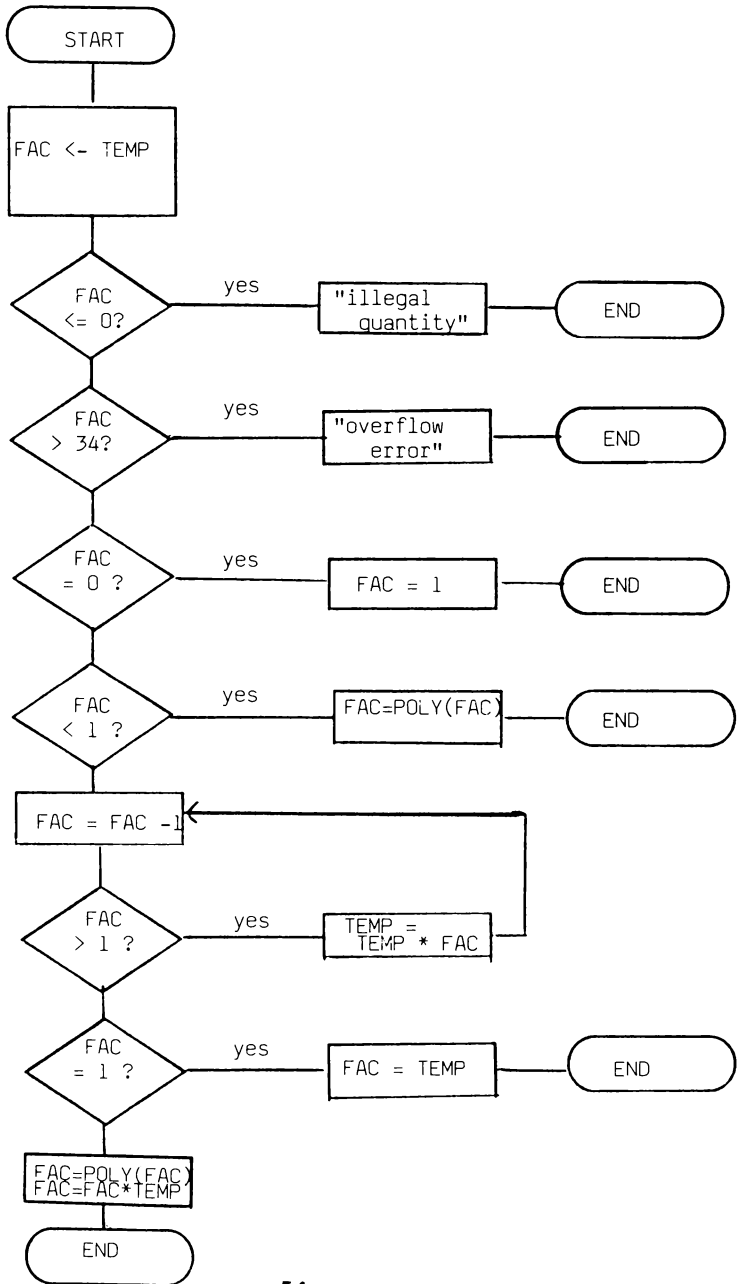 START
FAC <- TEMP
FAC
<= 0?
yes
"illegal
quantity"
END
FAC
> 34?
yes
"overflow
error"
END
FAC
= 0 ?
yes
FAC = 1
END
FAC
< 1 ?
yes
FAC=POLY(FAC)
END
FAC = FAC -1
FAC
> 1 ?
yes
TEMP =
TEMP * FAC
FAC
= 1 ?
yes
FAC = TEMP
END
FAC=POLY(FAC)
FAC=FAC*TEMP
END